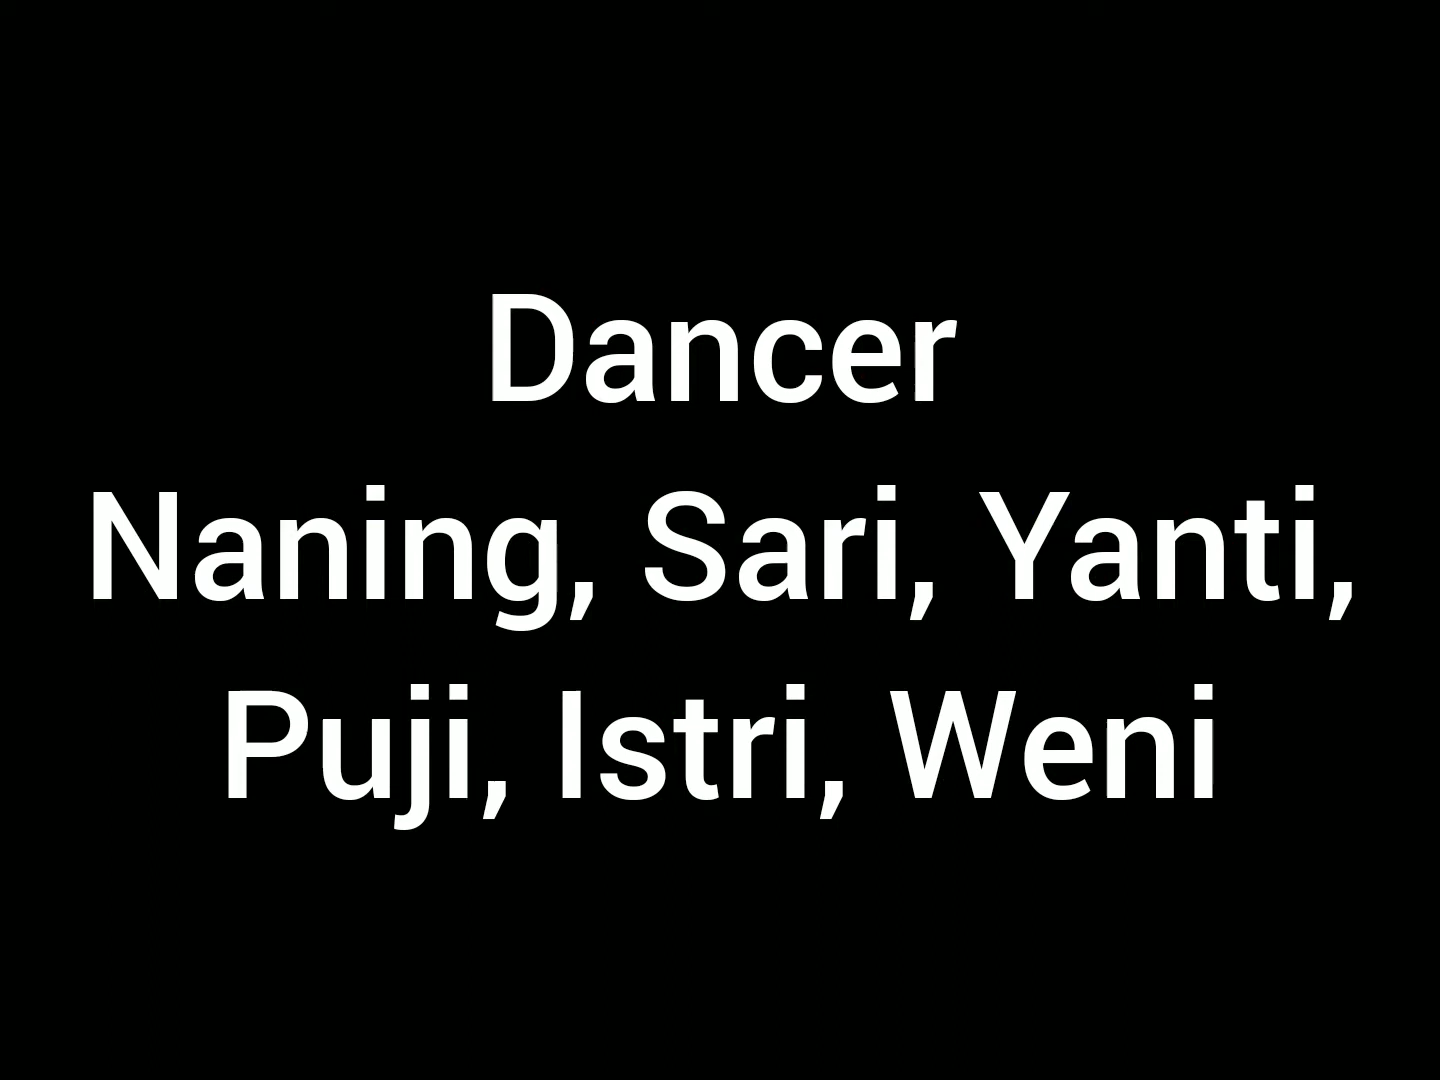 Dancer
Naning, Sari, Yanti,
Puji, Istri, Weni